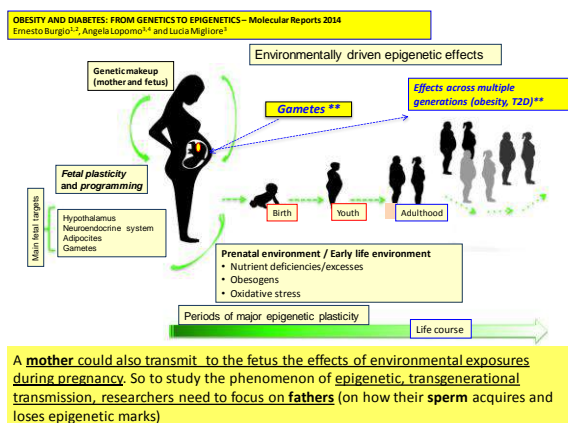 OBESITY AND DIABETES: FROM GENETICS TO EPIGENETICS – Molecular Reports 2014
Ernesto Burgio1,2, Angela Lopomo3,4 and Lucia Migliore3
Environmentally driven epigenetic effects
Genetic makeup
(mother and fetus)
Gametes **
Effects across multiple
generations (obesity, T2D)**
Fetal plasticity
and programming
Main fetal targets
Hypothalamus
Neuroendocrine system
Adipocites
Gametes
Birth
Youth
Adulthood
Prenatal environment / Early life environment
• Nutrient deficiencies/excesses
• Obesogens
• Oxidative stress
Periods of major epigenetic plasticity
Life course
A mother could also transmit to the fetus the effects of environmental exposures
during pregnancy. So to study the phenomenon of epigenetic, transgenerational
transmission, researchers need to focus on fathers (on how their sperm acquires and
loses epigenetic marks)